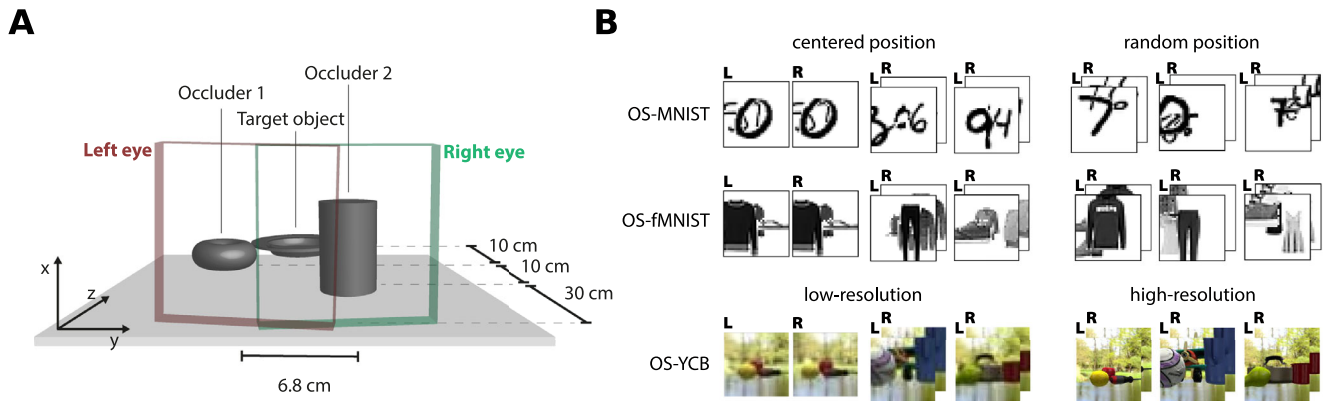 A
B
Occluder 2
Occluder 1
Target object
Left eye
Right eye
10 cm
10 cm
30 cm
x
z
y
6.8 cm
centered position
random position
L R L R L R
OS-MNIST
L R L R L R
OS-fMNIST
low-resolution
high-resolution
L R L R L R
OS-YCB